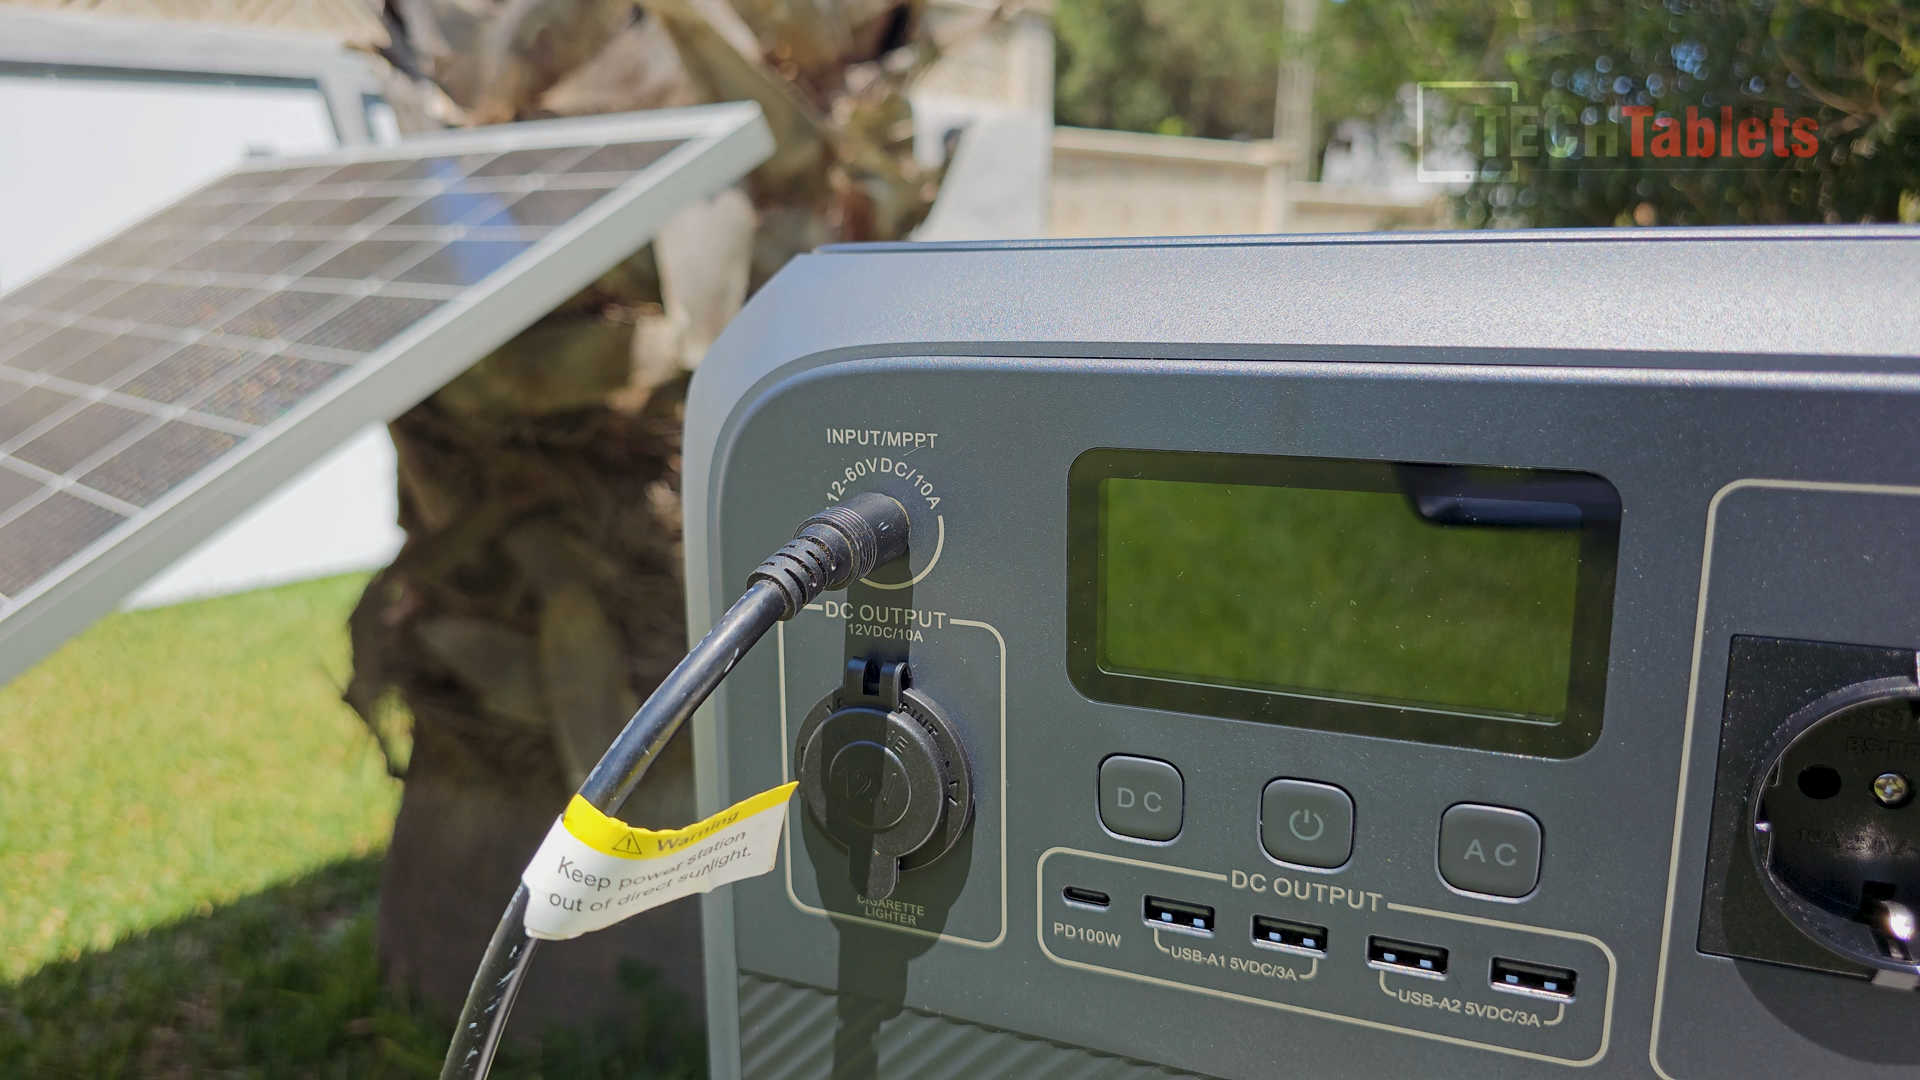 TECHTablets
INPUT/MPPT
12-60VDC/10A
DC OUTPUT
12VDC/10A
12V
CIGARETTE
LIGHTER
Warning
Keep power station
out of direct sunlight.
DC
AC
DC OUTPUT
PD100W
USB-A1 5VDC/3A
USB-A2 5VDC/3A